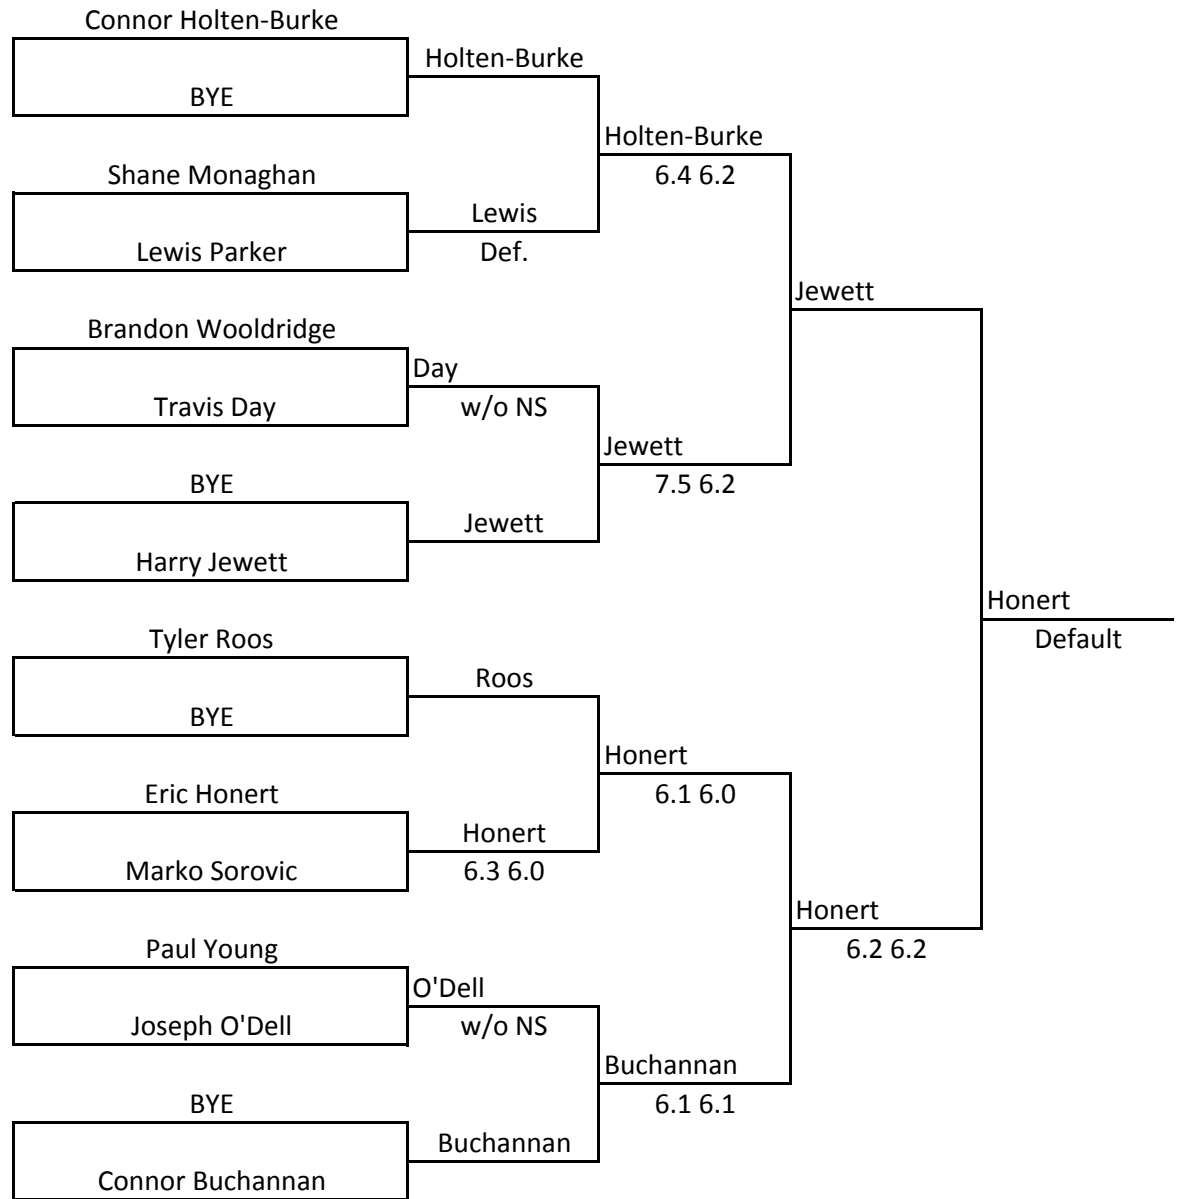 Connor Holten-Burke
Holten-Burke
BYE
Holten-Burke
6.4 6.2
Shane Monaghan
Lewis
Lewis Parker
Def.
Jewett
Brandon Wooldridge
Day
Travis Day
w/o NS
Jewett
7.5 6.2
BYE
Jewett
Harry Jewett
Honert
Default
Tyler Roos
Roos
BYE
Honert
6.1 6.0
Eric Honert
Honert
Marko Sorovic
6.3 6.0
Honert
6.2 6.2
Paul Young
O'Dell
Joseph O'Dell
w/o NS
Buchannan
6.1 6.1
BYE
Buchannan
Connor Buchannan